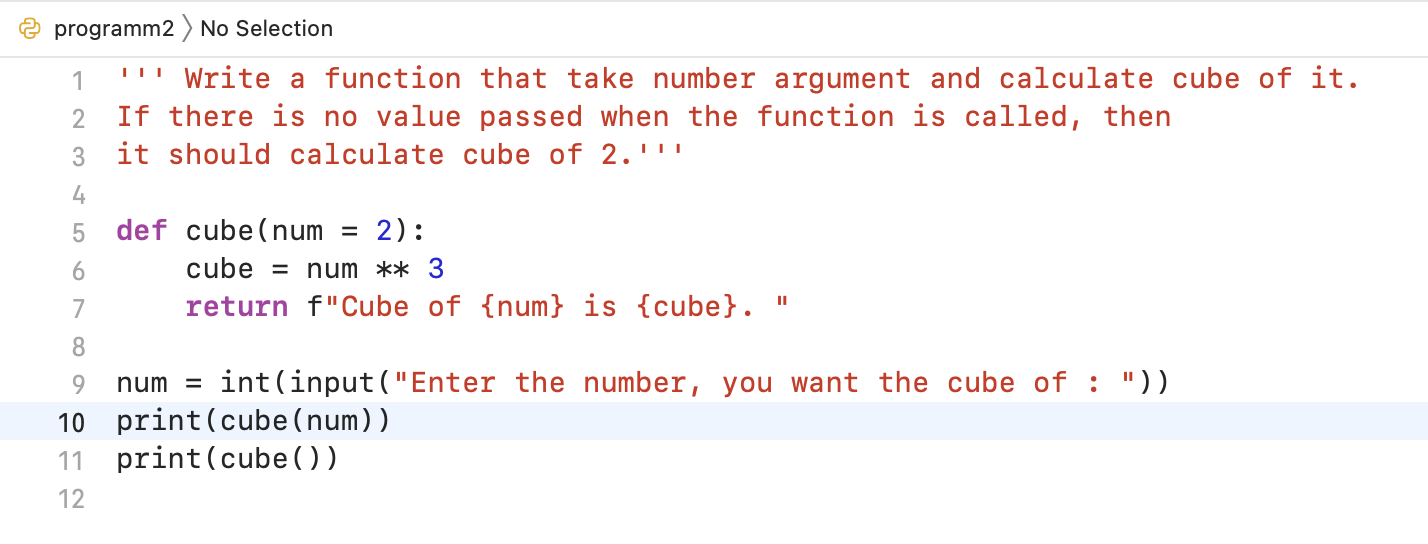 programm2 〉 No Selection
1 ''' Write a function that take number argument and calculate cube of it.
2 If there is no value passed when the function is called, then
3 it should calculate cube of 2.'''
4
5 def cube(num = 2):
6     cube = num ** 3
7     return f"Cube of {num} is {cube}. "
8
9 num = int(input("Enter the number, you want the cube of : "))
10 print(cube(num))
11 print(cube())
12